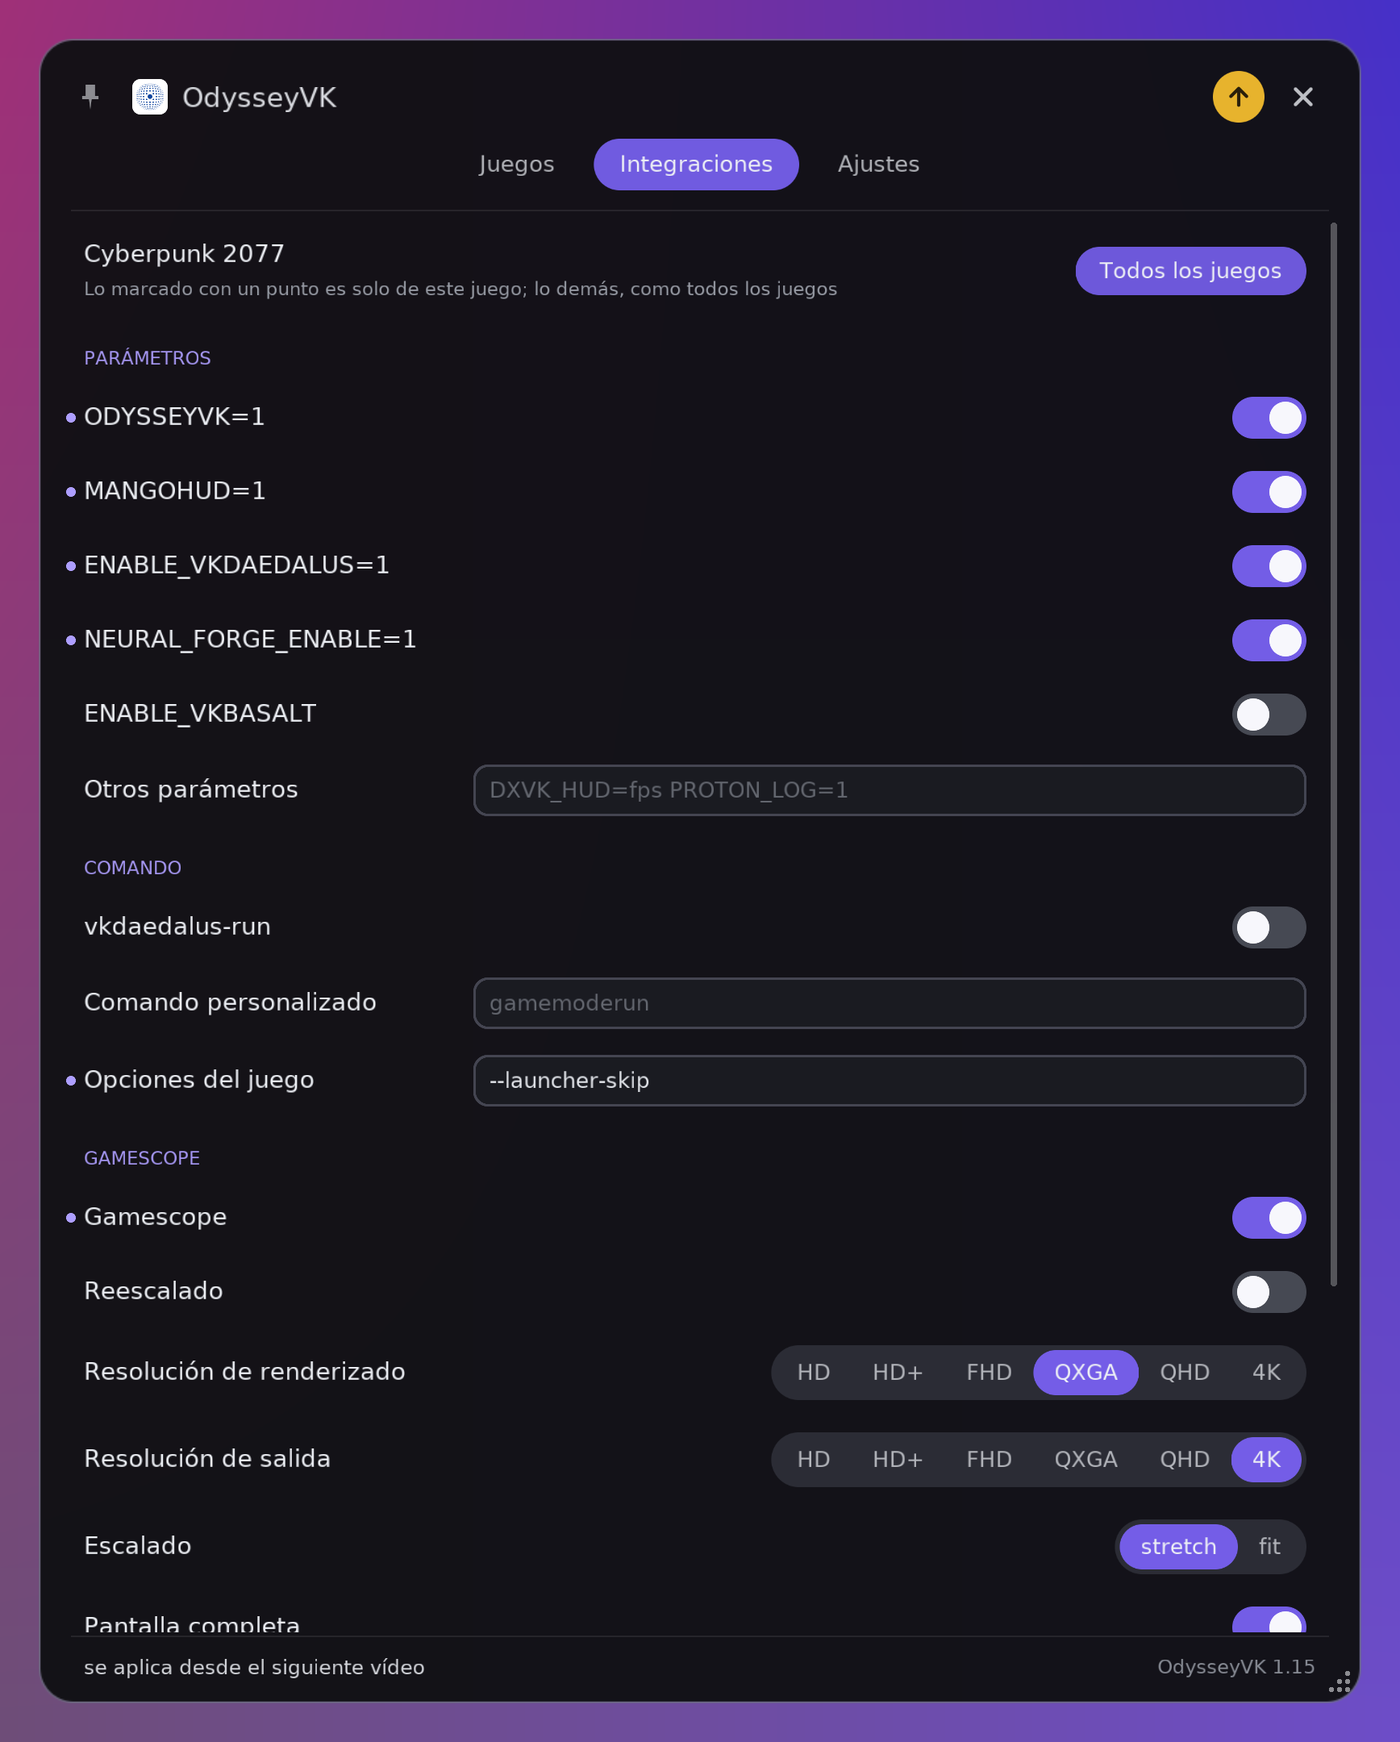 OdysseyVK
Juegos Integraciones Ajustes
Cyberpunk 2077
Lo marcado con un punto es solo de este juego; lo demás, como todos los juegos
Todos los juegos
PARÁMETROS
ODYSSEYVK=1
MANGOHUD=1
ENABLE_VKDAEDALUS=1
NEURAL_FORGE_ENABLE=1
ENABLE_VKBASALT
Otros parámetros DXVK_HUD=fps PROTON_LOG=1
COMANDO
vkdaedalus-run
Comando personalizado gamemoderun
Opciones del juego --launcher-skip
GAMESCOPE
Gamescope
Reescalado
Resolución de renderizado HD HD+ FHD QXGA QHD 4K
Resolución de salida HD HD+ FHD QXGA QHD 4K
Escalado stretch fit
Pantalla completa
se aplica desde el siguiente vídeo OdysseyVK 1.15